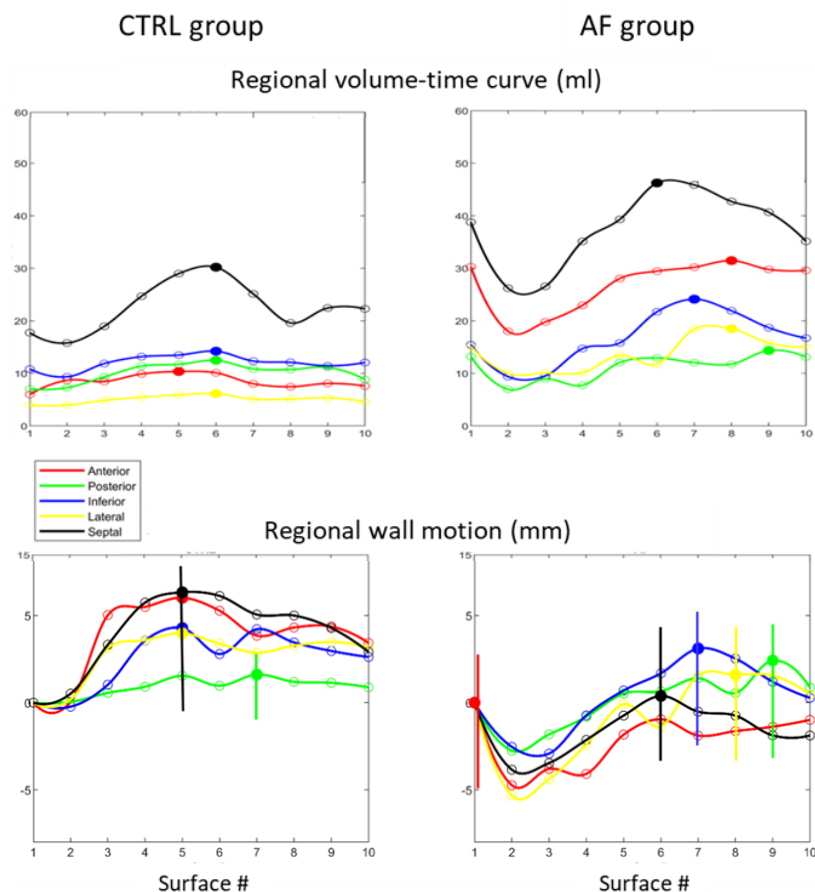 CTRL group
AF group
Regional volume-time curve (ml)
60
50
40
30
20
10
0
1 2 3 4 5 6 7 8 9 10
60
50
40
30
20
10
0
1 2 3 4 5 6 7 8 9 10
Anterior
Posterior
Inferior
Lateral
Septal
Regional wall motion (mm)
15
5
0
-5
1 2 3 4 5 6 7 8 9 10
Surface #
15
5
0
-5
1 2 3 4 5 6 7 8 9 10
Surface #